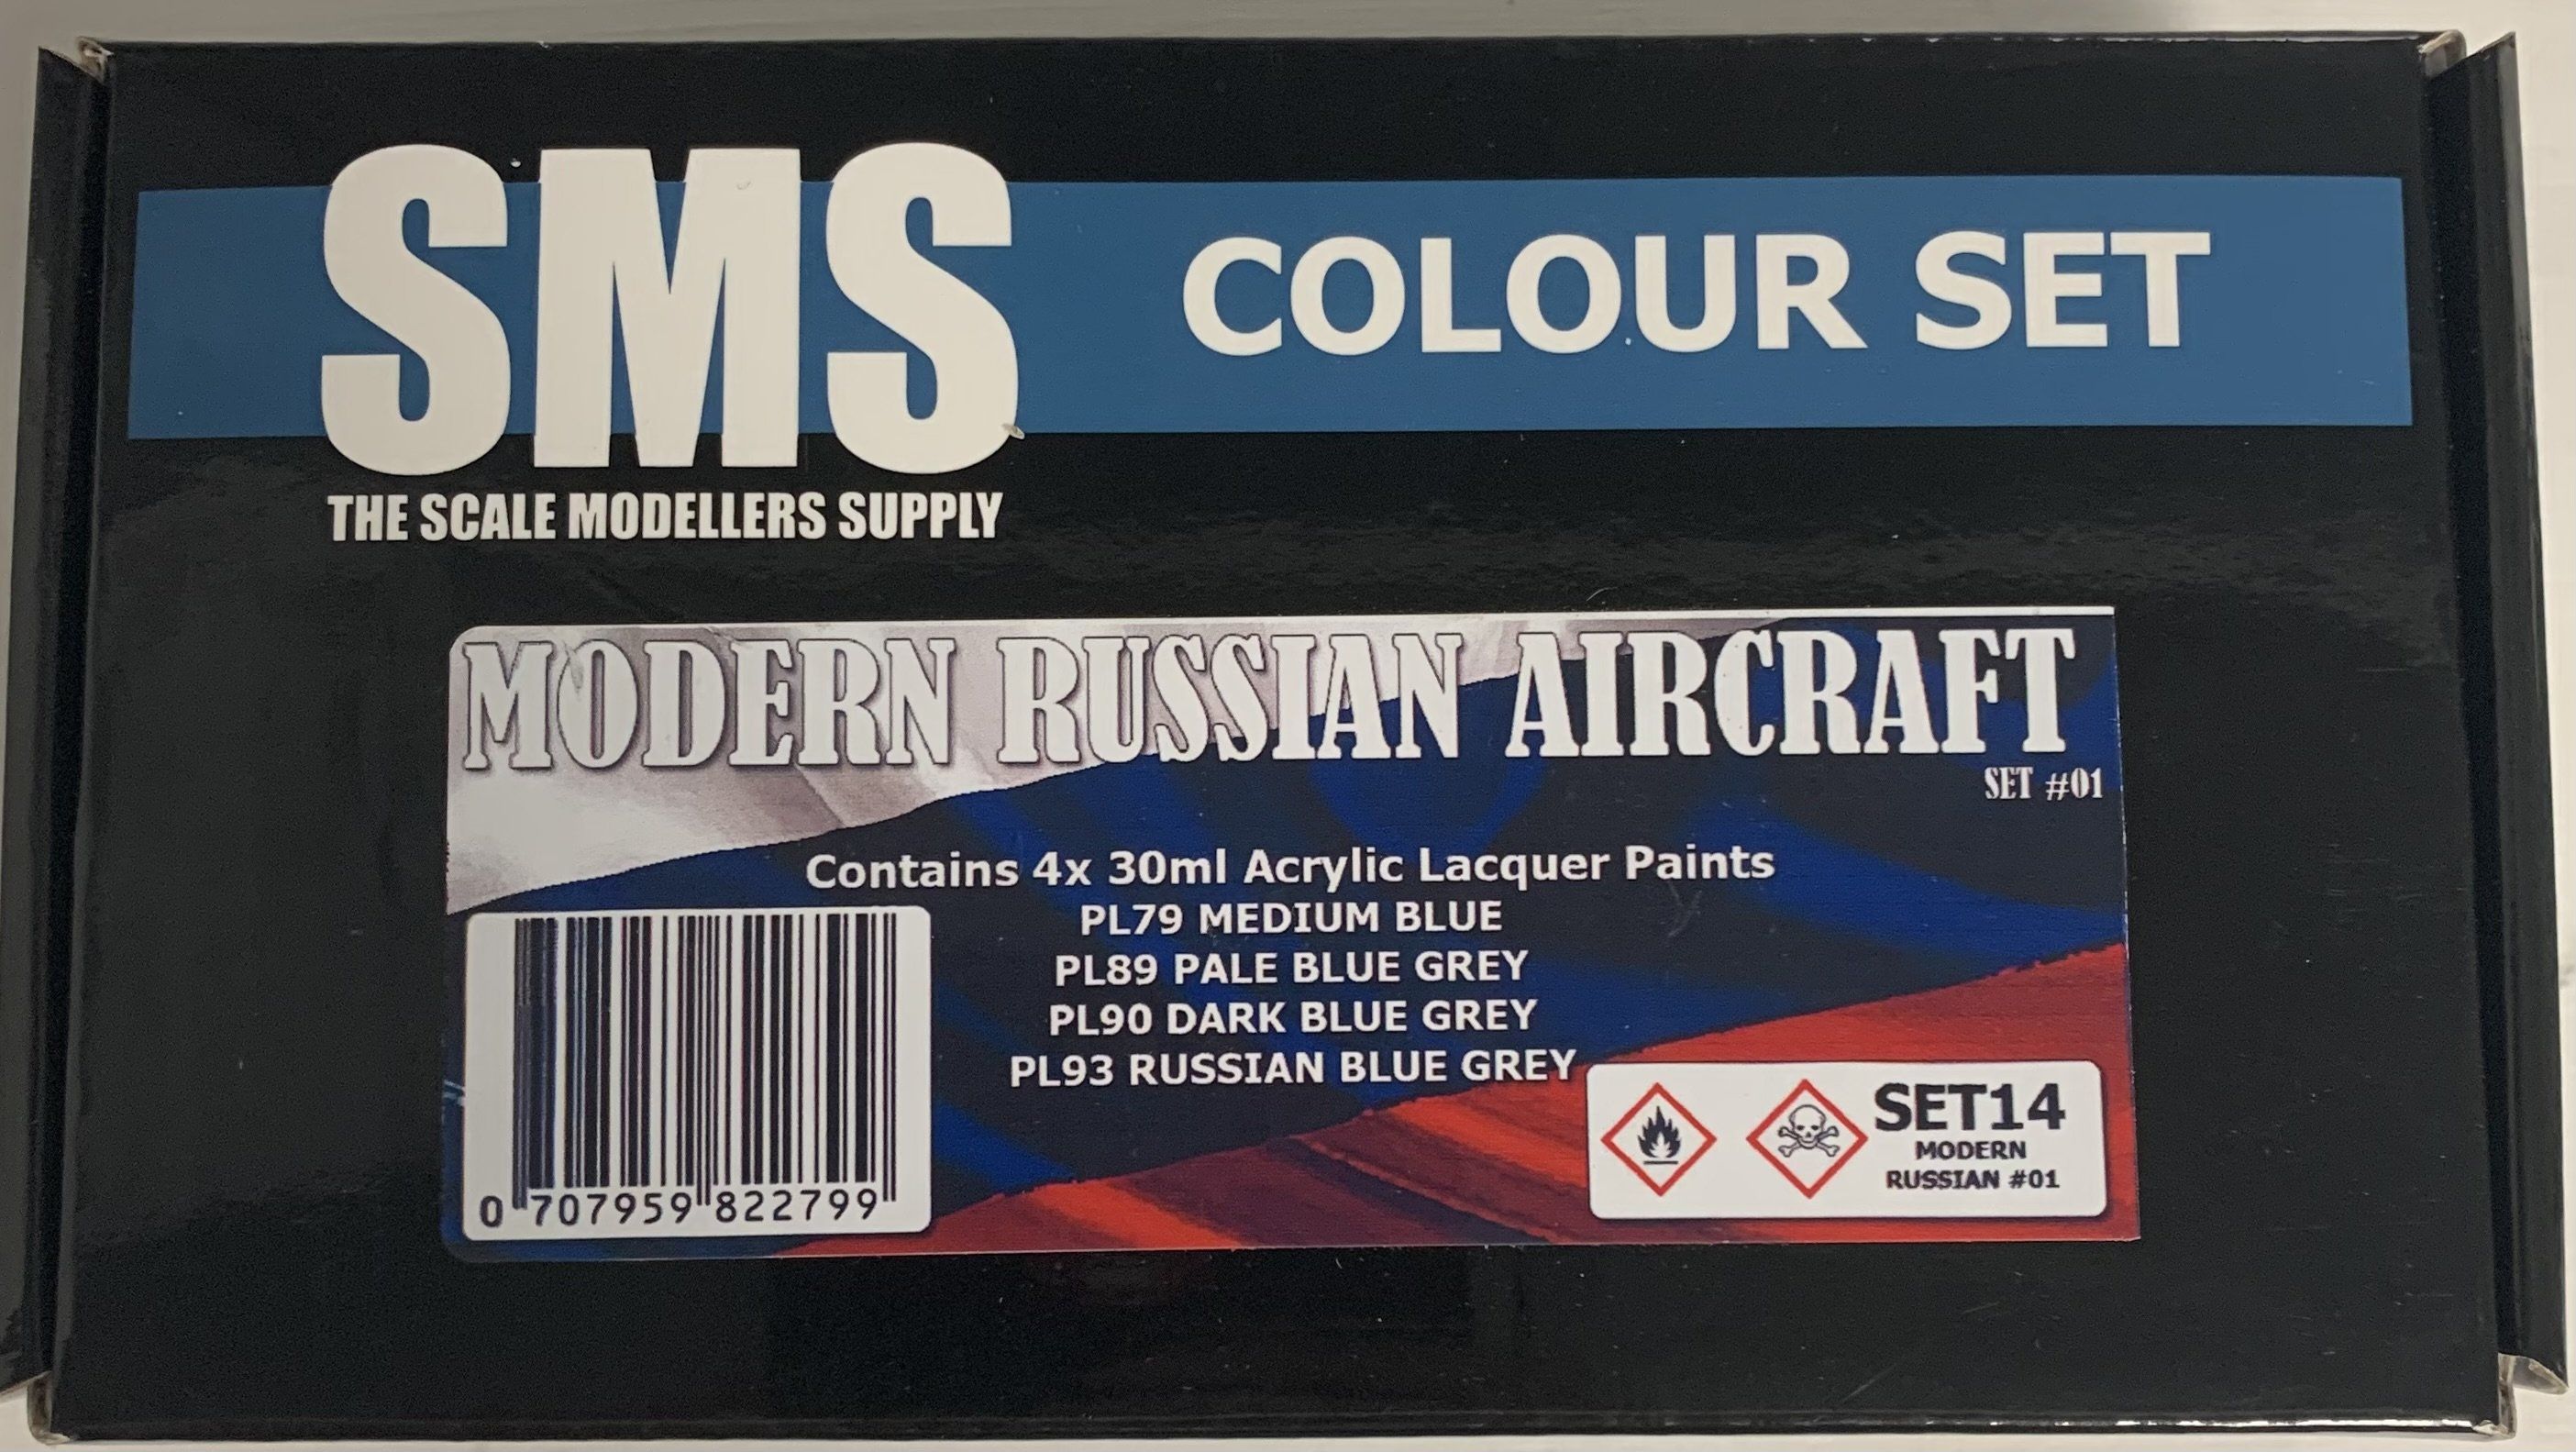 SMS
COLOUR SET
THE SCALE MODELLERS SUPPLY
MODERN RUSSIAN AIRCRAFT
SET #01
Contains 4x 30ml Acrylic Lacquer Paints
PL79 MEDIUM BLUE
PL89 PALE BLUE GREY
PL90 DARK BLUE GREY
PL93 RUSSIAN BLUE GREY
0 707959 822799
SET14
MODERN
RUSSIAN #01